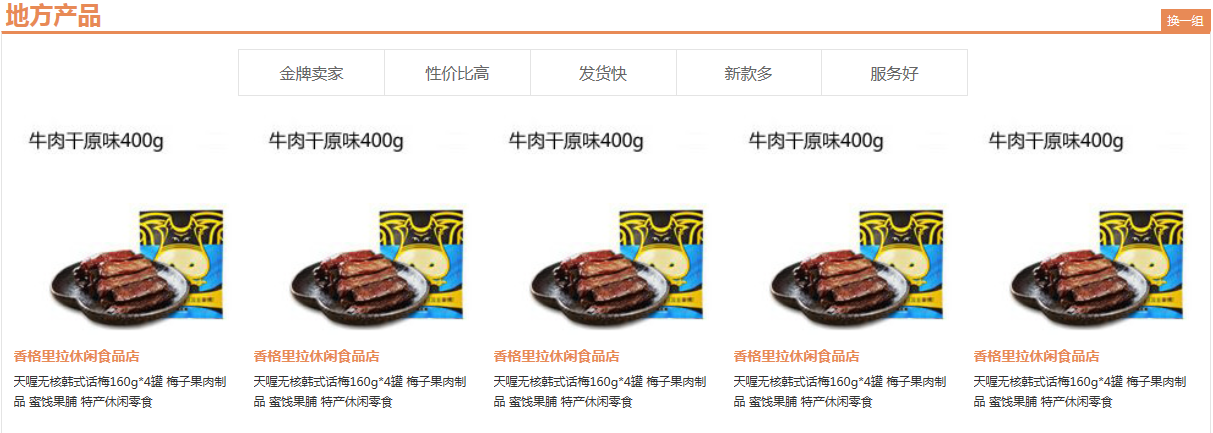 地方产品
换一组
金牌卖家 性价比高 发货快 新款多 服务好
牛肉干原味400g 牛肉干原味400g 牛肉干原味400g 牛肉干原味400g 牛肉干原味400g
香格里拉休闲食品店 香格里拉休闲食品店 香格里拉休闲食品店 香格里拉休闲食品店 香格里拉休闲食品店
天喔无核韩式话梅160g*4罐 梅子果肉制 天喔无核韩式话梅160g*4罐 梅子果肉制 天喔无核韩式话梅160g*4罐 梅子果肉制 天喔无核韩式话梅160g*4罐 梅子果肉制 天喔无核韩式话梅160g*4罐 梅子果肉制
品 蜜饯果脯 特产休闲零食 品 蜜饯果脯 特产休闲零食 品 蜜饯果脯 特产休闲零食 品 蜜饯果脯 特产休闲零食 品 蜜饯果脯 特产休闲零食